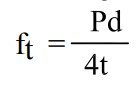 ft = Pd
4t